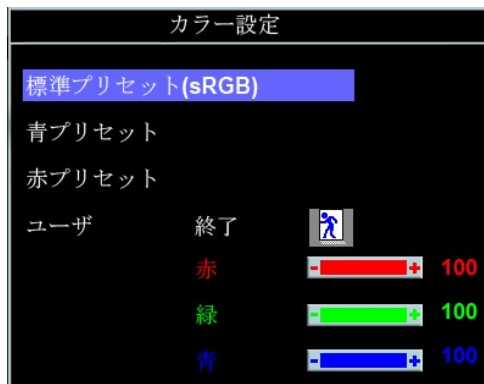 カラー設定
標準プリセット(sRGB)
青プリセット
赤プリセット
ユーザ 終了
赤 - + 100
緑 - + 100
青 - + 100